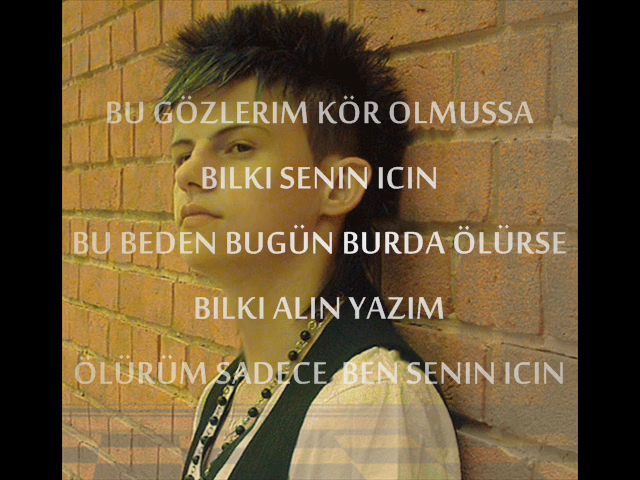 BU GÖZLERIM KÖR OLMUSSA
BILKI SENIN ICIN
BU BEDEN BUGÜN BURDA ÖLÜRSE
BILKI ALIN YAZIM
ÖLÜRÜM SADECE BEN SENIN ICIN